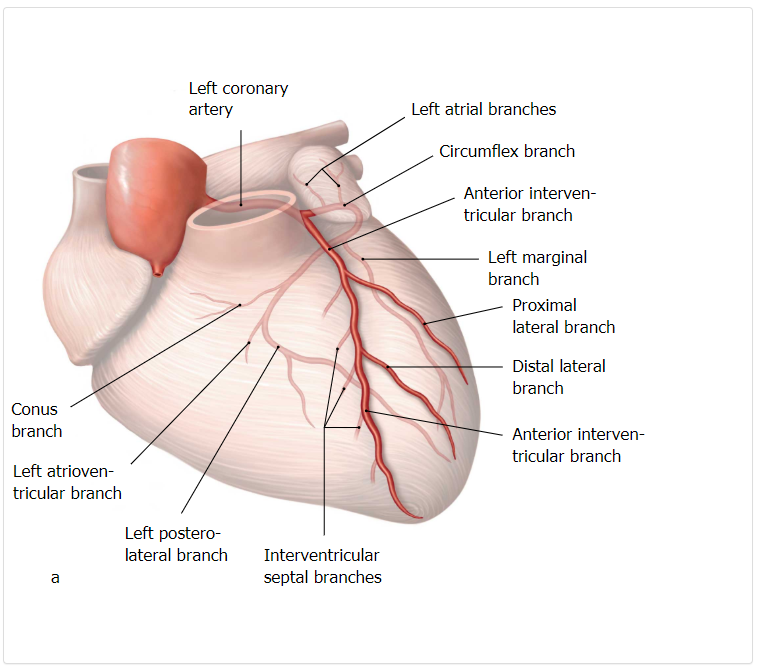 Left coronary
artery
Left atrial branches
Circumflex branch
Anterior interven-
tricular branch
Left marginal
branch
Proximal
lateral branch
Distal lateral
branch
Anterior interven-
tricular branch
Conus
branch
Left atrioven-
tricular branch
Left postero-
lateral branch
Interventricular
septal branches
a